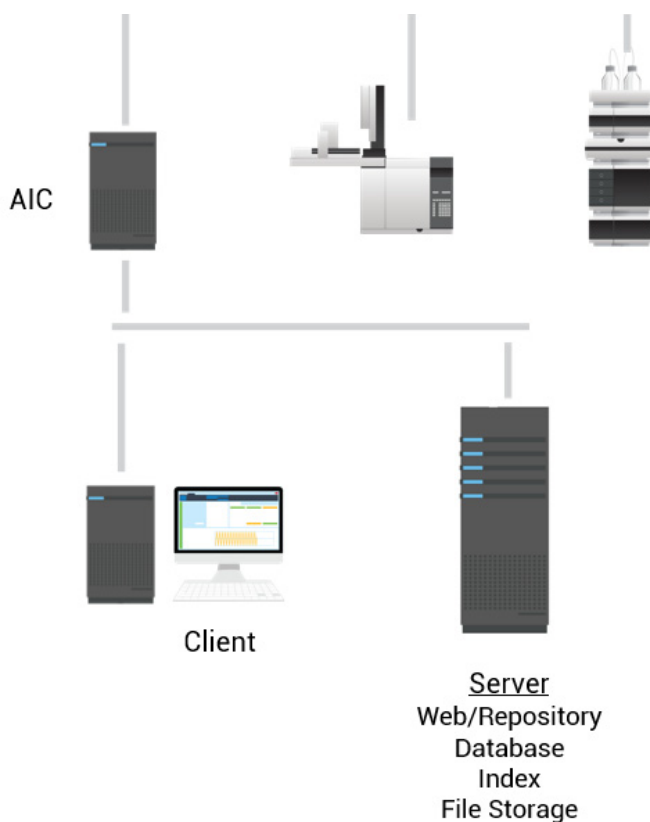 AIC
Client
Server
Web/Repository
Database
Index
File Storage